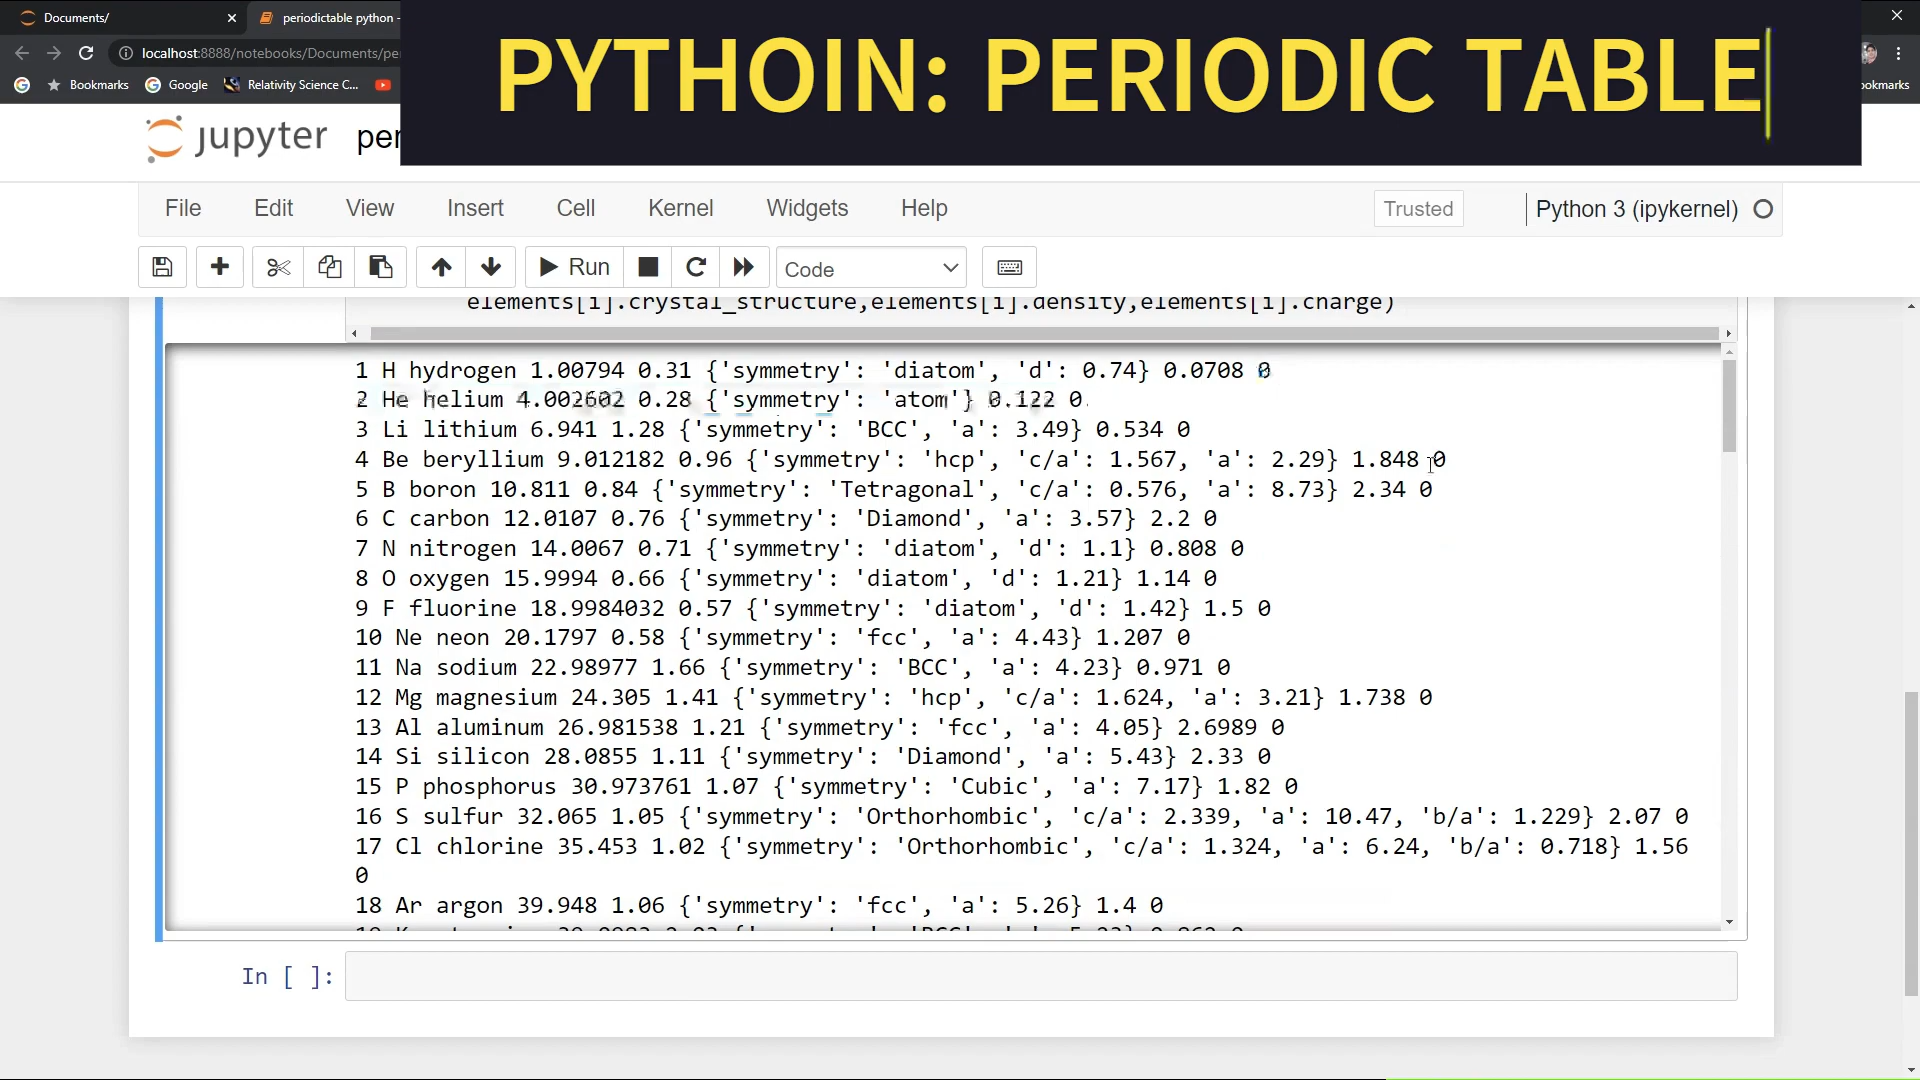 Documents/
periodictable python -
PYTHOIN: PERIODIC TABLE
localhost:8888/notebooks/Documents/pe
Bookmarks
Google
Relativity Science C...
ookmarks
jupyter
per
File
Edit
View
Insert
Cell
Kernel
Widgets
Help
Trusted
Python 3 (ipykernel)
Run
Code
elements[i].crystal_structure,elements[i].density,elements[i].charge)
1 H hydrogen 1.00794 0.31 {'symmetry': 'diatom', 'd': 0.74} 0.0708 0
2 He helium 4.002602 0.28 {'symmetry': 'atom'} 0.122 0
3 Li lithium 6.941 1.28 {'symmetry': 'BCC', 'a': 3.49} 0.534 0
4 Be beryllium 9.012182 0.96 {'symmetry': 'hcp', 'c/a': 1.567, 'a': 2.29} 1.848 0
5 B boron 10.811 0.84 {'symmetry': 'Tetragonal', 'c/a': 0.576, 'a': 8.73} 2.34 0
6 C carbon 12.0107 0.76 {'symmetry': 'Diamond', 'a': 3.57} 2.2 0
7 N nitrogen 14.0067 0.71 {'symmetry': 'diatom', 'd': 1.1} 0.808 0
8 O oxygen 15.9994 0.66 {'symmetry': 'diatom', 'd': 1.21} 1.14 0
9 F fluorine 18.9984032 0.57 {'symmetry': 'diatom', 'd': 1.42} 1.5 0
10 Ne neon 20.1797 0.58 {'symmetry': 'fcc', 'a': 4.43} 1.207 0
11 Na sodium 22.98977 1.66 {'symmetry': 'BCC', 'a': 4.23} 0.971 0
12 Mg magnesium 24.305 1.41 {'symmetry': 'hcp', 'c/a': 1.624, 'a': 3.21} 1.738 0
13 Al aluminum 26.981538 1.21 {'symmetry': 'fcc', 'a': 4.05} 2.6989 0
14 Si silicon 28.0855 1.11 {'symmetry': 'Diamond', 'a': 5.43} 2.33 0
15 P phosphorus 30.973761 1.07 {'symmetry': 'Cubic', 'a': 7.17} 1.82 0
16 S sulfur 32.065 1.05 {'symmetry': 'Orthorhombic', 'c/a': 2.339, 'a': 10.47, 'b/a': 1.229} 2.07 0
17 Cl chlorine 35.453 1.02 {'symmetry': 'Orthorhombic', 'c/a': 1.324, 'a': 6.24, 'b/a': 0.718} 1.56
0
18 Ar argon 39.948 1.06 {'symmetry': 'fcc', 'a': 5.26} 1.4 0
In [ ]: